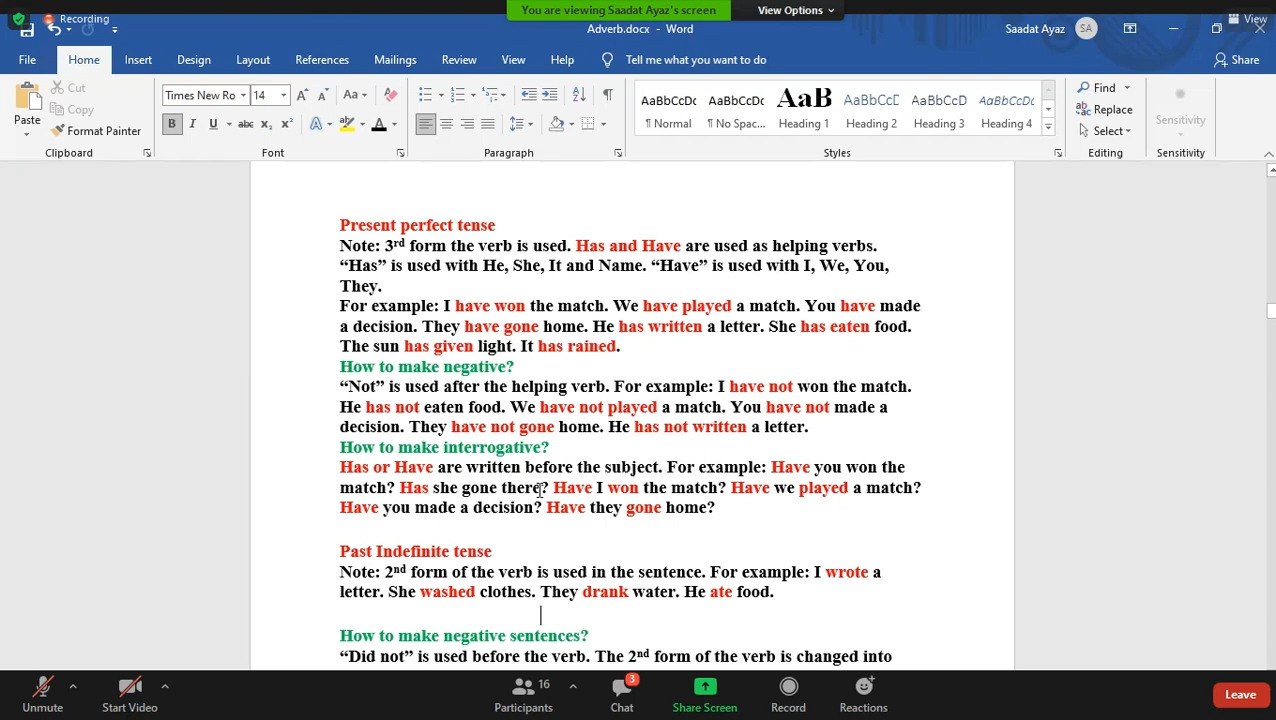 Recording
You are viewing Saadat Ayaz's screen
View Options
View
Adverb.docx - Word
Saadat Ayaz
SA
File Home Insert Design Layout References Mailings Review View Help Tell me what you want to do Share
Paste
Cut
Copy
Format Painter
Clipboard
Times New Ro 14
Aa
B I U abc x₂ x² A A
Font
Paragraph
AaBbCcDc AaBbCcDc AaB AaBbCcDc AaBbCcDc AaBbCcDc
¶ Normal ¶ No Spac... Heading 1 Heading 2 Heading 3 Heading 4
Styles
Find
Replace
Select
Editing
Sensitivity
Sensitivity
Present perfect tense
Note: 3rd form the verb is used. Has and Have are used as helping verbs.
“Has” is used with He, She, It and Name. “Have” is used with I, We, You,
They.
For example: I have won the match. We have played a match. You have made
a decision. They have gone home. He has written a letter. She has eaten food.
The sun has given light. It has rained.
How to make negative?
“Not” is used after the helping verb. For example: I have not won the match.
He has not eaten food. We have not played a match. You have not made a
decision. They have not gone home. He has not written a letter.
How to make interrogative?
Has or Have are written before the subject. For example: Have you won the
match? Has she gone there? Have I won the match? Have we played a match?
Have you made a decision? Have they gone home?
Past Indefinite tense
Note: 2nd form of the verb is used in the sentence. For example: I wrote a
letter. She washed clothes. They drank water. He ate food.
How to make negative sentences?
“Did not” is used before the verb. The 2nd form of the verb is changed into
Unmute
Start Video
16
Participants
3
Chat
Share Screen
Record
Reactions
Leave